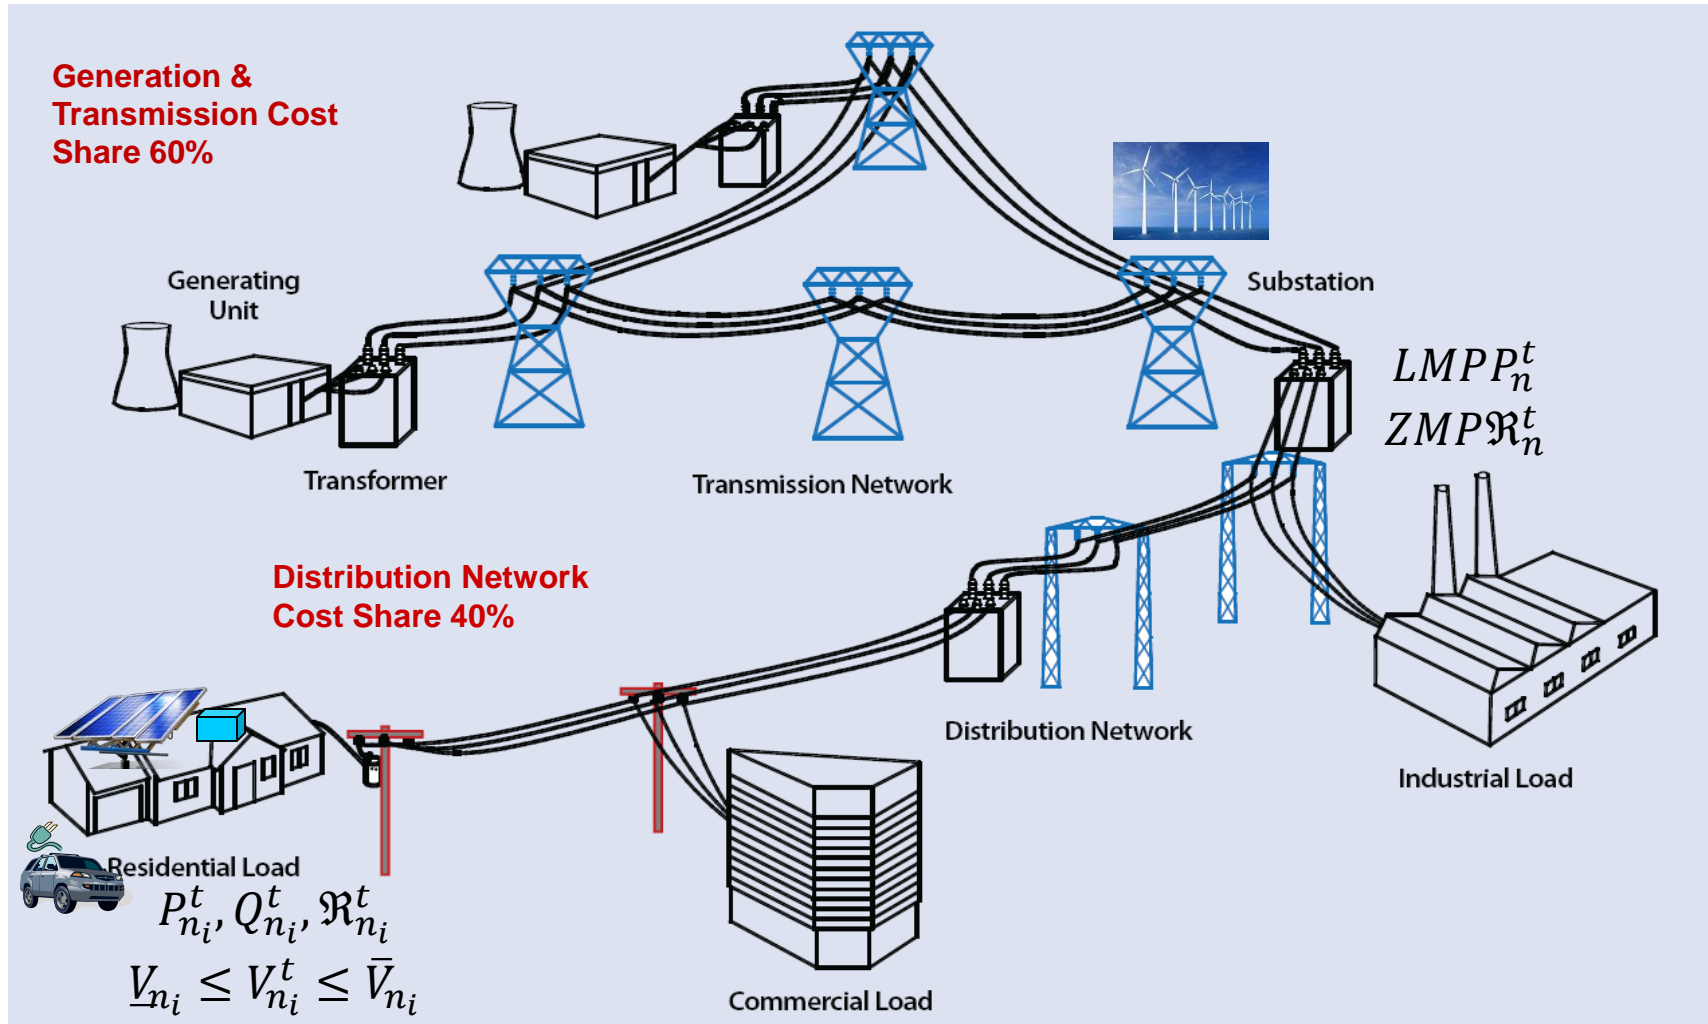 Generation &
Transmission Cost
Share 60%
Generating
Unit
Substation
LMPP_n^t
ZMPℜ_n^t
Transformer
Transmission Network
Distribution Network
Cost Share 40%
Distribution Network
Industrial Load
Residential Load
P_{n_i}^t, Q_{n_i}^t, ℜ_{n_i}^t
V̲_{n_i} ≤ V_{n_i}^t ≤ V̄_{n_i}
Commercial Load